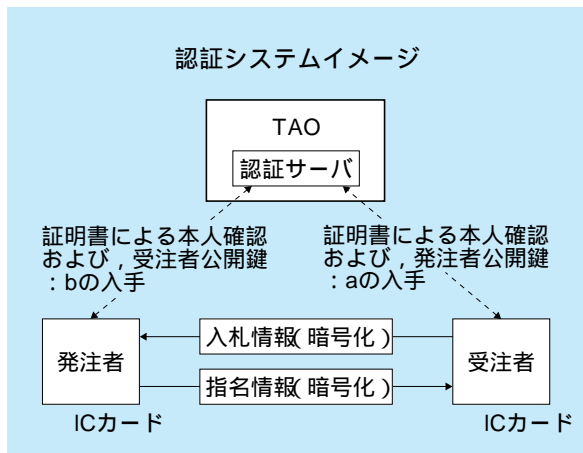 認証システムイメージ
TAO
認証サーバ
証明書による本人確認
および，受注者公開鍵
：bの入手
証明書による本人確認
および，発注者公開鍵
：aの入手
発注者
入札情報（暗号化）
指名情報（暗号化）
受注者
ICカード
ICカード